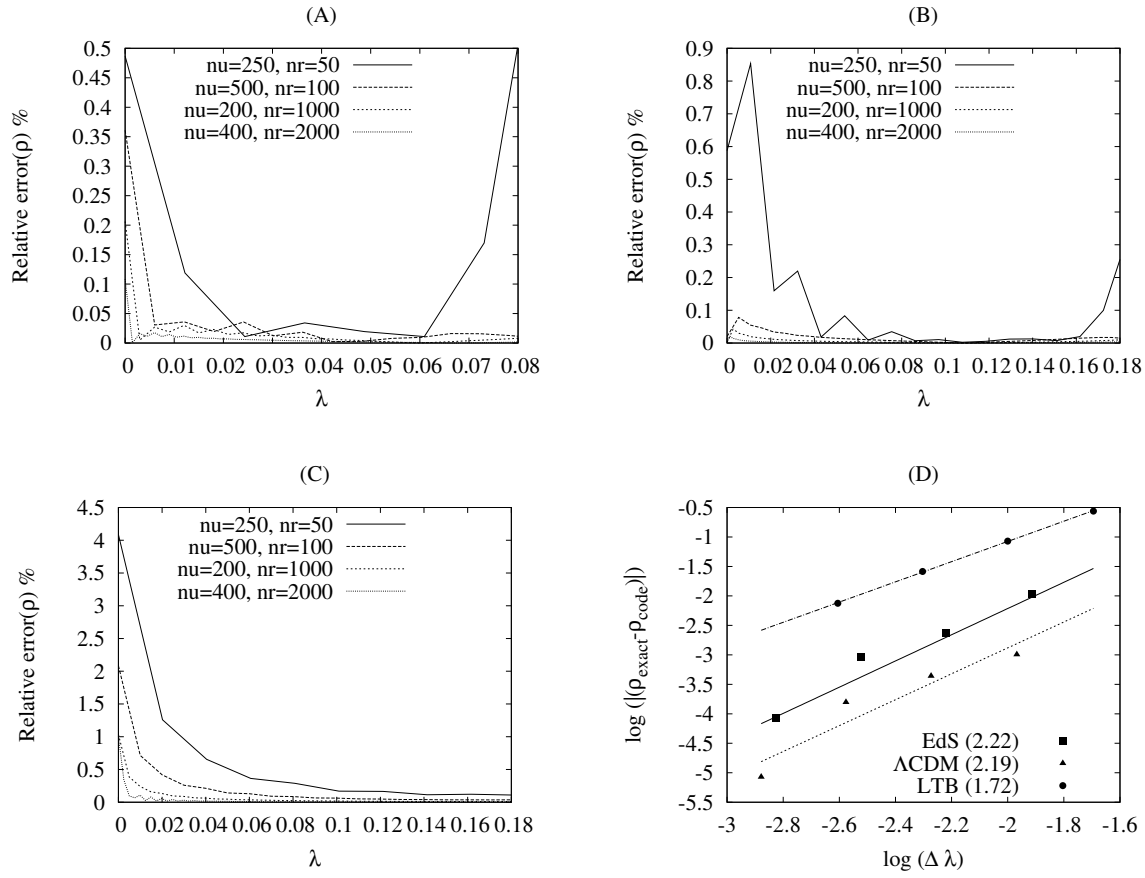 (A)
Relative error(ρ) %
0.5
0.45
0.4
0.35
0.3
0.25
0.2
0.15
0.1
0.05
0
nu=250, nr=50
nu=500, nr=100
nu=200, nr=1000
nu=400, nr=2000
0 0.01 0.02 0.03 0.04 0.05 0.06 0.07 0.08
λ
(B)
Relative error(ρ) %
0.9
0.8
0.7
0.6
0.5
0.4
0.3
0.2
0.1
0
nu=250, nr=50
nu=500, nr=100
nu=200, nr=1000
nu=400, nr=2000
0 0.02 0.04 0.06 0.08 0.1 0.12 0.14 0.16 0.18
λ
(C)
Relative error(ρ) %
4.5
4
3.5
3
2.5
2
1.5
1
0.5
0
nu=250, nr=50
nu=500, nr=100
nu=200, nr=1000
nu=400, nr=2000
0 0.02 0.04 0.06 0.08 0.1 0.12 0.14 0.16 0.18
λ
(D)
log (|(ρexact-ρcode)|)
-0.5
-1
-1.5
-2
-2.5
-3
-3.5
-4
-4.5
-5
-5.5
EdS (2.22)
ΛCDM (2.19)
LTB (1.72)
-3 -2.8 -2.6 -2.4 -2.2 -2 -1.8 -1.6
log (Δ λ)